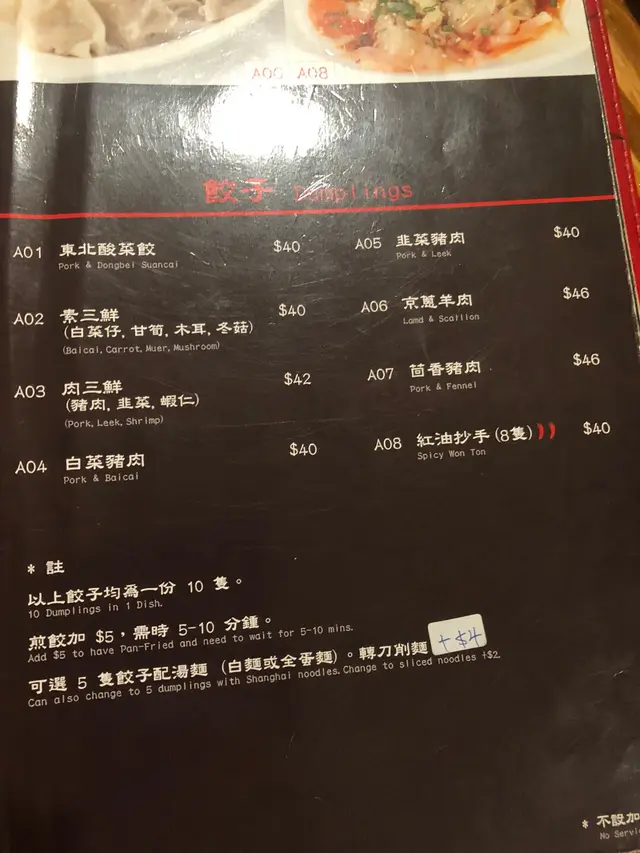 A06 A08
餃子 Dumplings
A01 東北酸菜餃 $40
Pork & Dongbei Suancai
A02 素三鮮 $40
(白菜仔, 甘筍, 木耳, 冬菇)
(Baicai, Carrot, Muer, Mushroom)
A03 肉三鮮 $42
(豬肉, 韭菜, 蝦仁)
(Pork, Leek, Shrimp)
A04 白菜豬肉 $40
Pork & Baicai
A05 韭菜豬肉 $40
Pork & Leek
A06 京蔥羊肉 $46
Lamd & Scallion
A07 茴香豬肉 $46
Pork & Fennel
A08 紅油抄手 (8隻) $40
Spicy Won Ton
* 註
以上餃子均為一份 10 隻。
10 Dumplings in 1 Dish.
煎餃加 $5,需時 5-10 分鐘。
Add $5 to have Pan-Fried and need to wait for 5-10 mins.
可選 5 隻餃子配湯麵 (白麵或全蛋麵)。轉刀削麵 + $4
Can also change to 5 dumplings with Shanghai noodles. Change to sliced noodles +$2.
* 不設加
No Servi